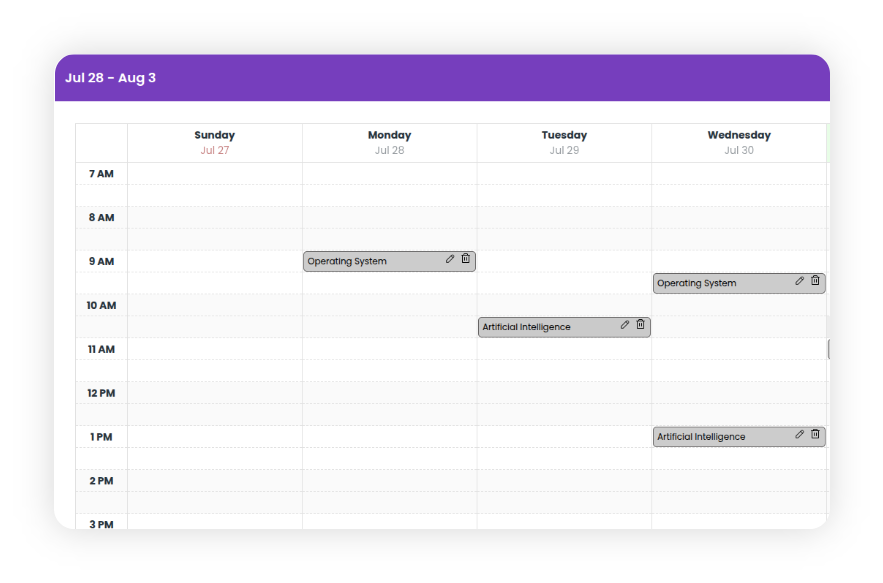 Jul 28 - Aug 3
Sunday Monday Tuesday Wednesday
Jul 27 Jul 28 Jul 29 Jul 30
7 AM
8 AM
9 AM
Operating System
Operating System
10 AM
Artificial Intelligence
11 AM
12 PM
1 PM
Artificial Intelligence
2 PM
3 PM